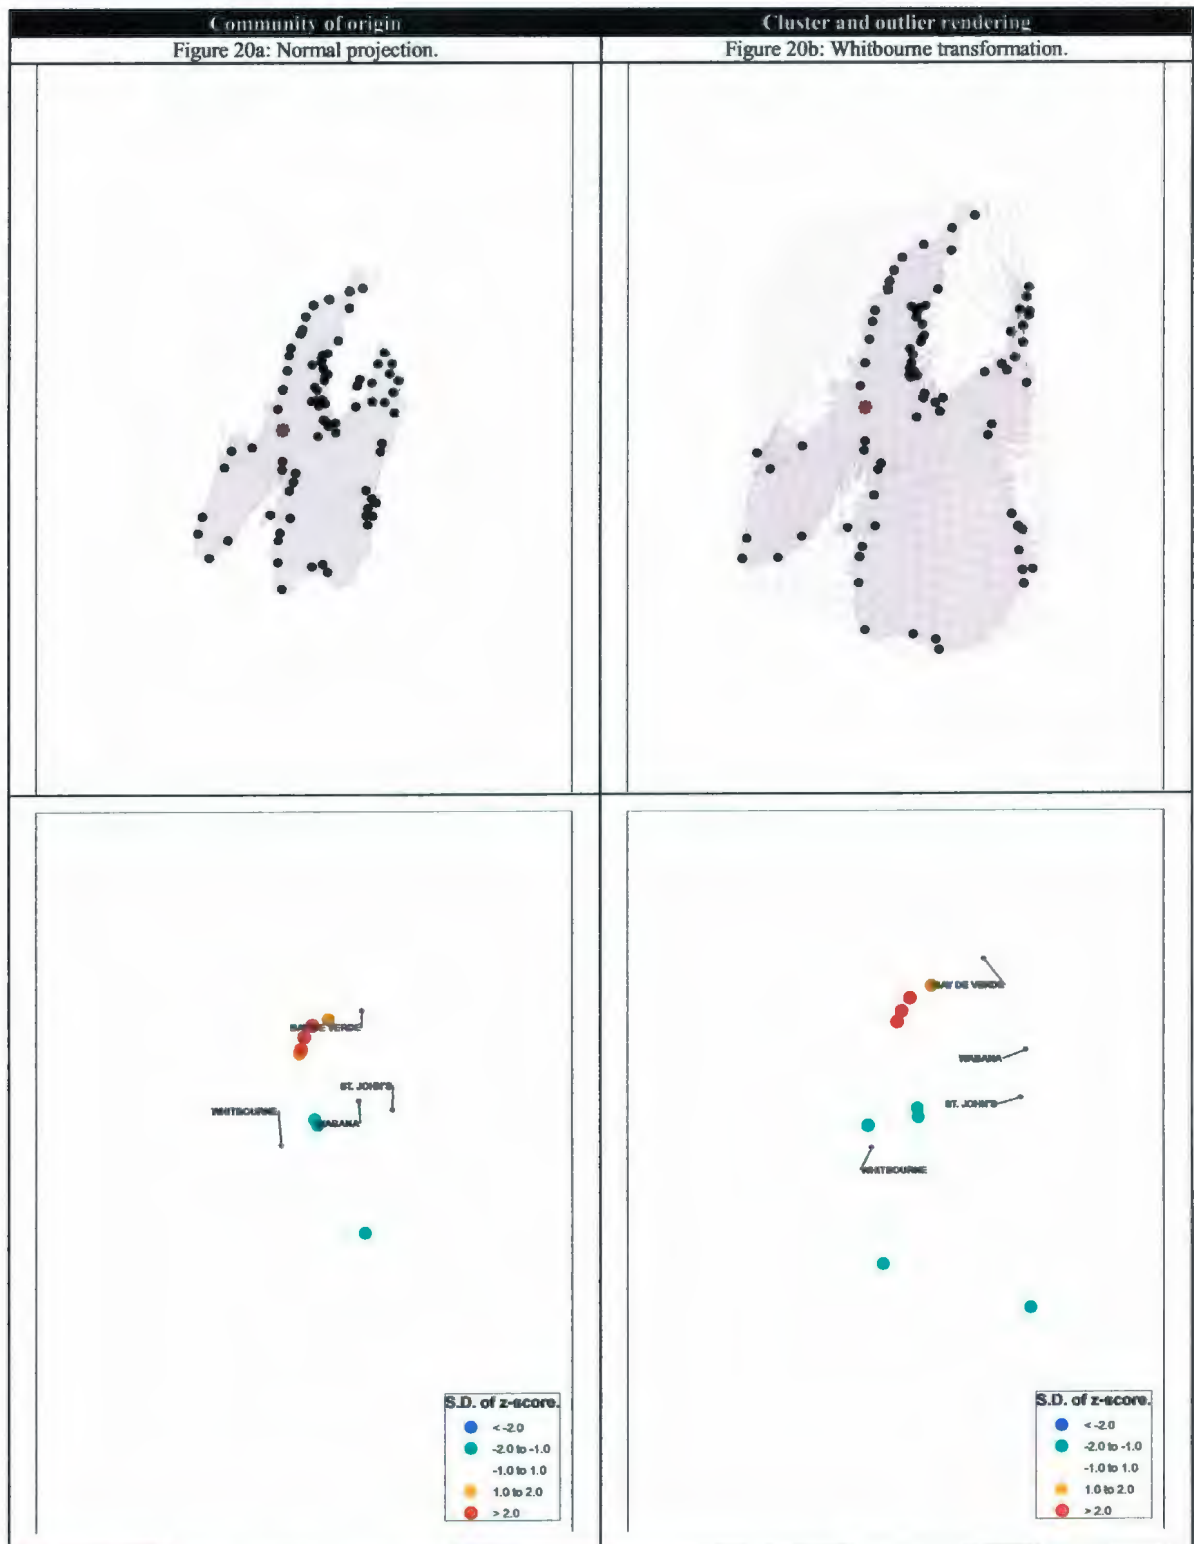 Community of origin
Cluster and outlier rendering
Figure 20a: Normal projection.
Figure 20b: Whitbourne transformation.
BAY DE VERDE
ST. JOHN'S
WHITBOURNE
WABANA
S.D. of z-score.
< -2.0
-2.0 to -1.0
-1.0 to 1.0
1.0 to 2.0
> 2.0
BAY DE VERDE
WABANA
ST. JOHN'S
WHITBOURNE
S.D. of z-score.
< -2.0
-2.0 to -1.0
-1.0 to 1.0
1.0 to 2.0
> 2.0